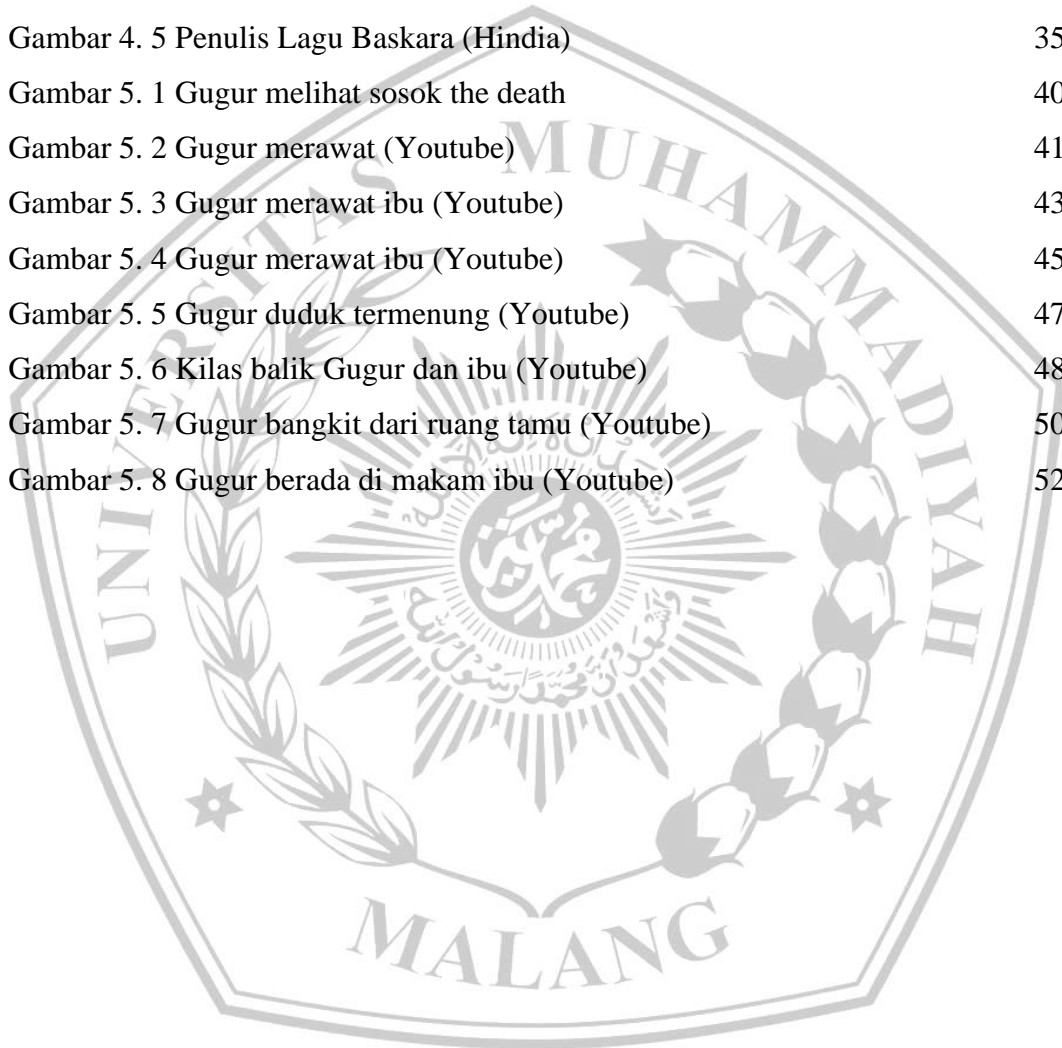 Gambar 4. 5 Penulis Lagu Baskara (Hindia) 35
Gambar 5. 1 Gugur melihat sosok the death 40
Gambar 5. 2 Gugur merawat (Youtube) 41
Gambar 5. 3 Gugur merawat ibu (Youtube) 43
Gambar 5. 4 Gugur merawat ibu (Youtube) 45
Gambar 5. 5 Gugur duduk termenung (Youtube) 47
Gambar 5. 6 Kilas balik Gugur dan ibu (Youtube) 48
Gambar 5. 7 Gugur bangkit dari ruang tamu (Youtube) 50
Gambar 5. 8 Gugur berada di makam ibu (Youtube) 52
UNIVERSITAS MUHAMMADIYAH
MALANG